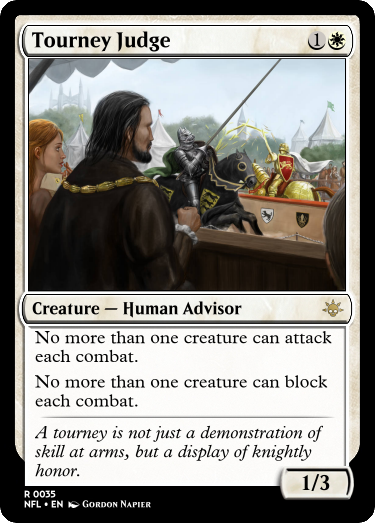 Tourney Judge 1
Creature — Human Advisor
No more than one creature can attack
each combat.
No more than one creature can block
each combat.
A tourney is not just a demonstration of
skill at arms, but a display of knightly
honor.
1/3
R 0035
NFL • EN GORDON NAPIER